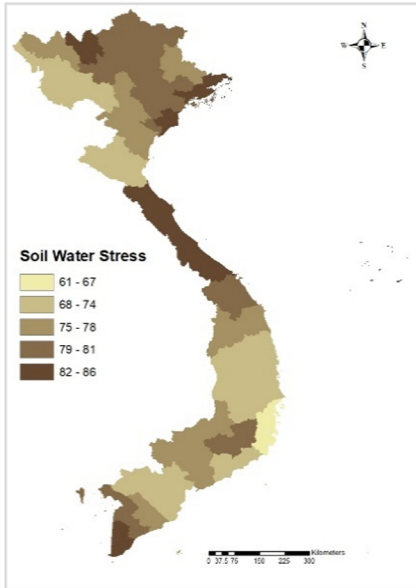 N
W E
S
Soil Water Stress
61 - 67
68 - 74
75 - 78
79 - 81
82 - 86
Kilometers
0 37.5 75 150 225 300